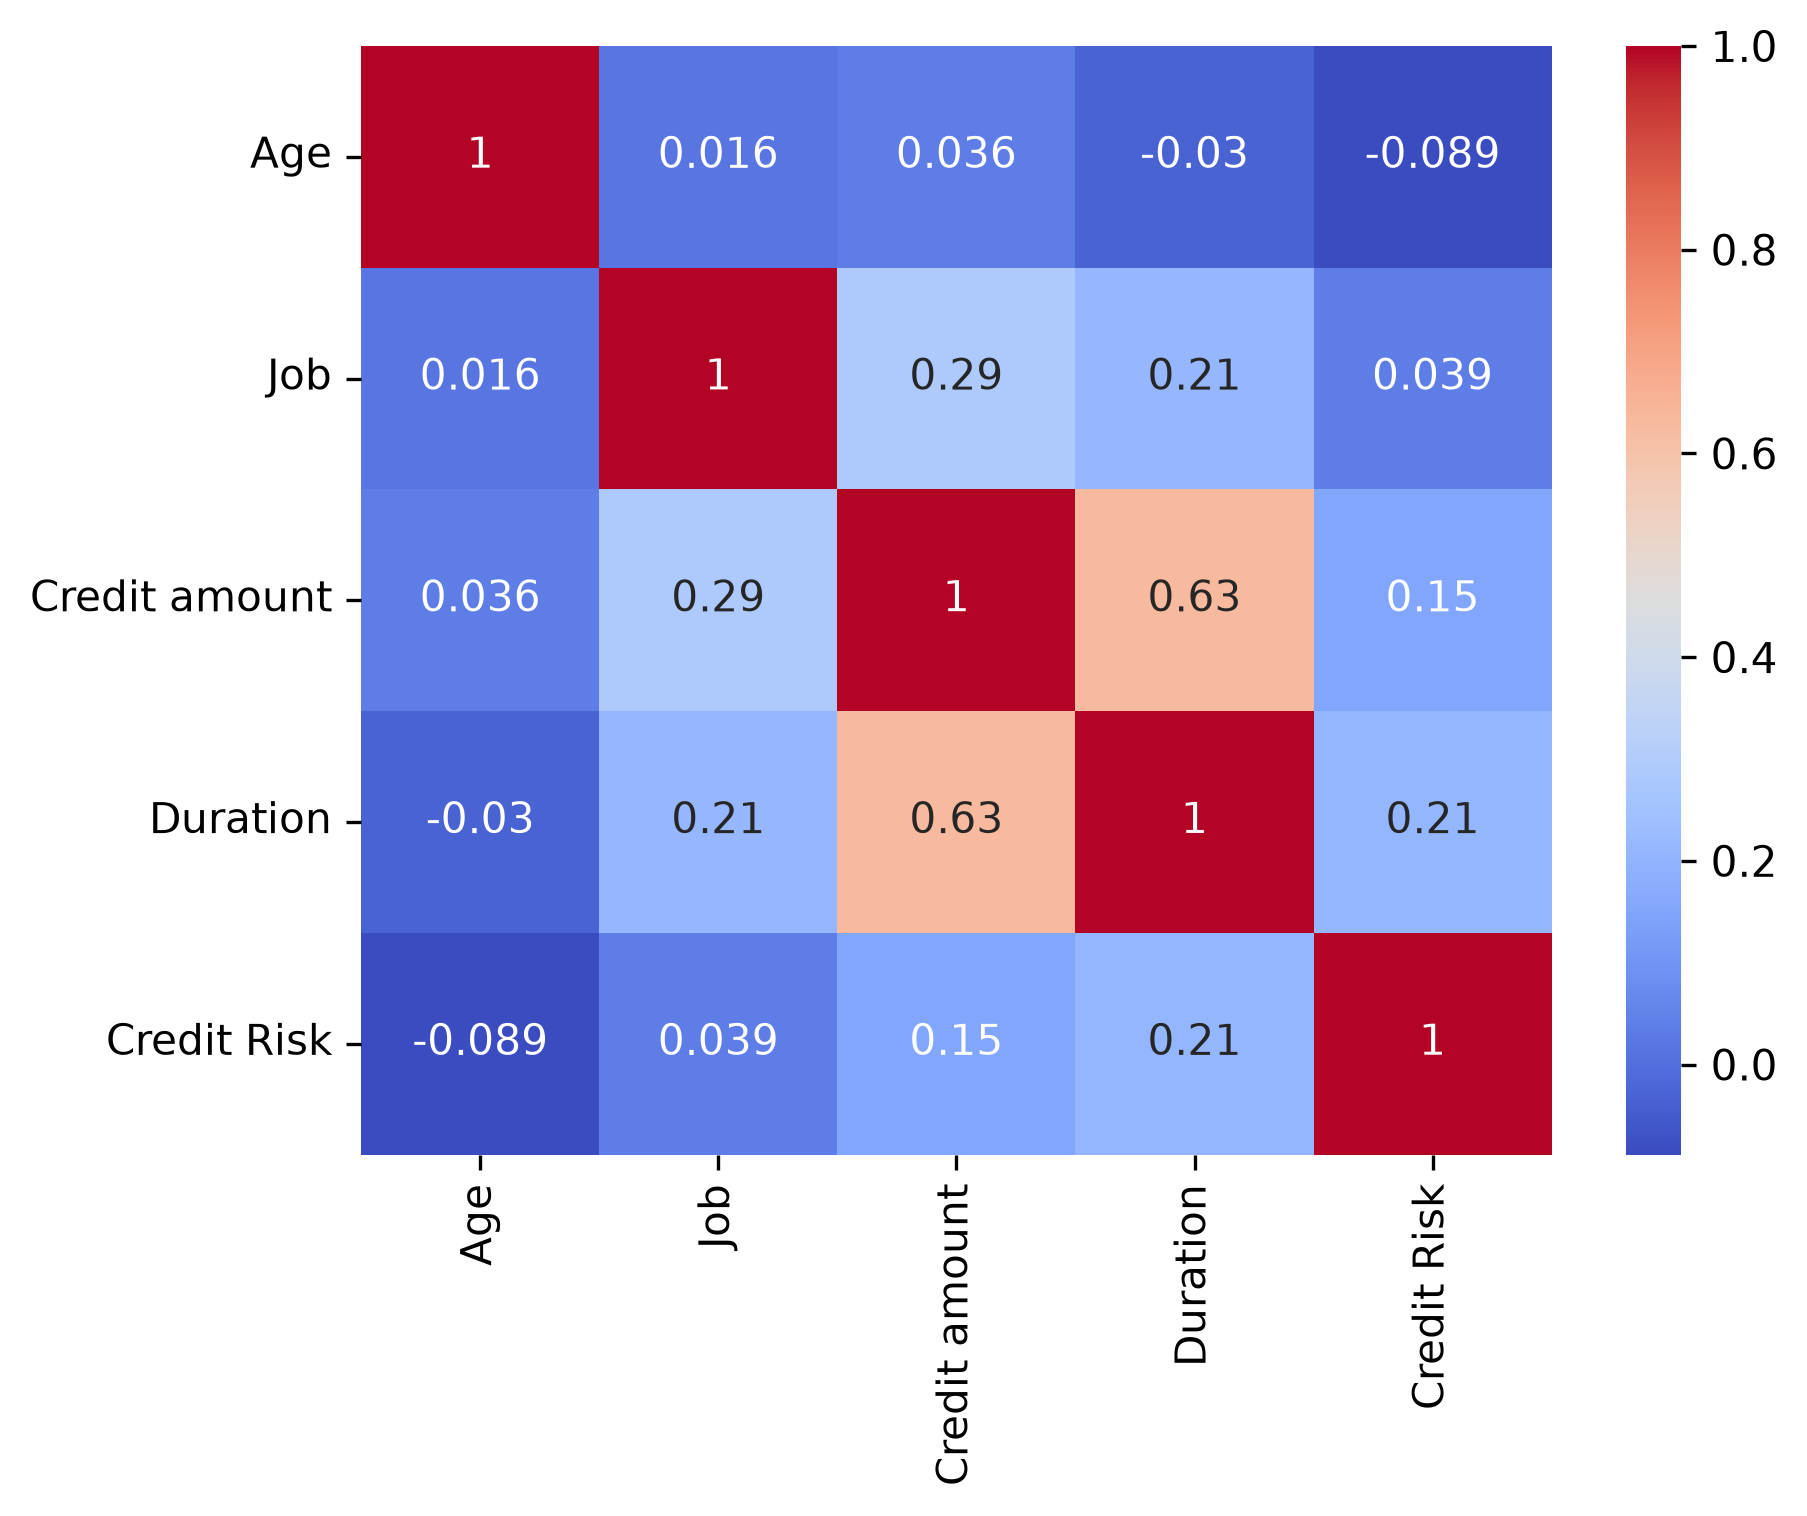 Age 1 0.016 0.036 -0.03 -0.089
Job 0.016 1 0.29 0.21 0.039
Credit amount 0.036 0.29 1 0.63 0.15
Duration -0.03 0.21 0.63 1 0.21
Credit Risk -0.089 0.039 0.15 0.21 1
Age
Job
Credit amount
Duration
Credit Risk
1.0
0.8
0.6
0.4
0.2
0.0